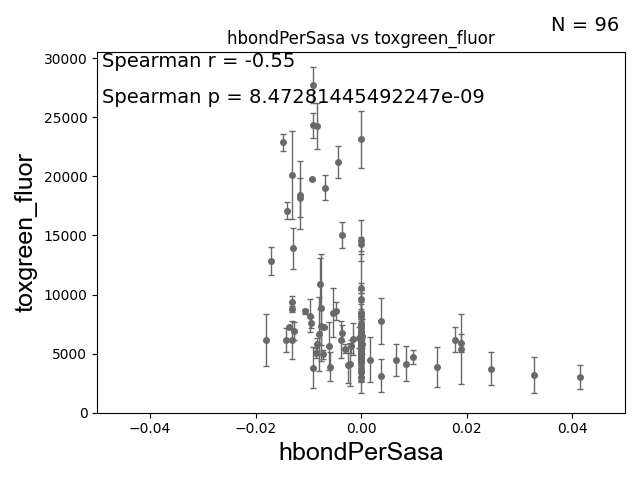 N = 96
hbondPerSasa vs toxgreen_fluor
Spearman r = -0.55
Spearman p = 8.47281445492247e-09
30000
25000
20000
15000
10000
5000
0
toxgreen_fluor
−0.04 −0.02 0.00 0.02 0.04
hbondPerSasa